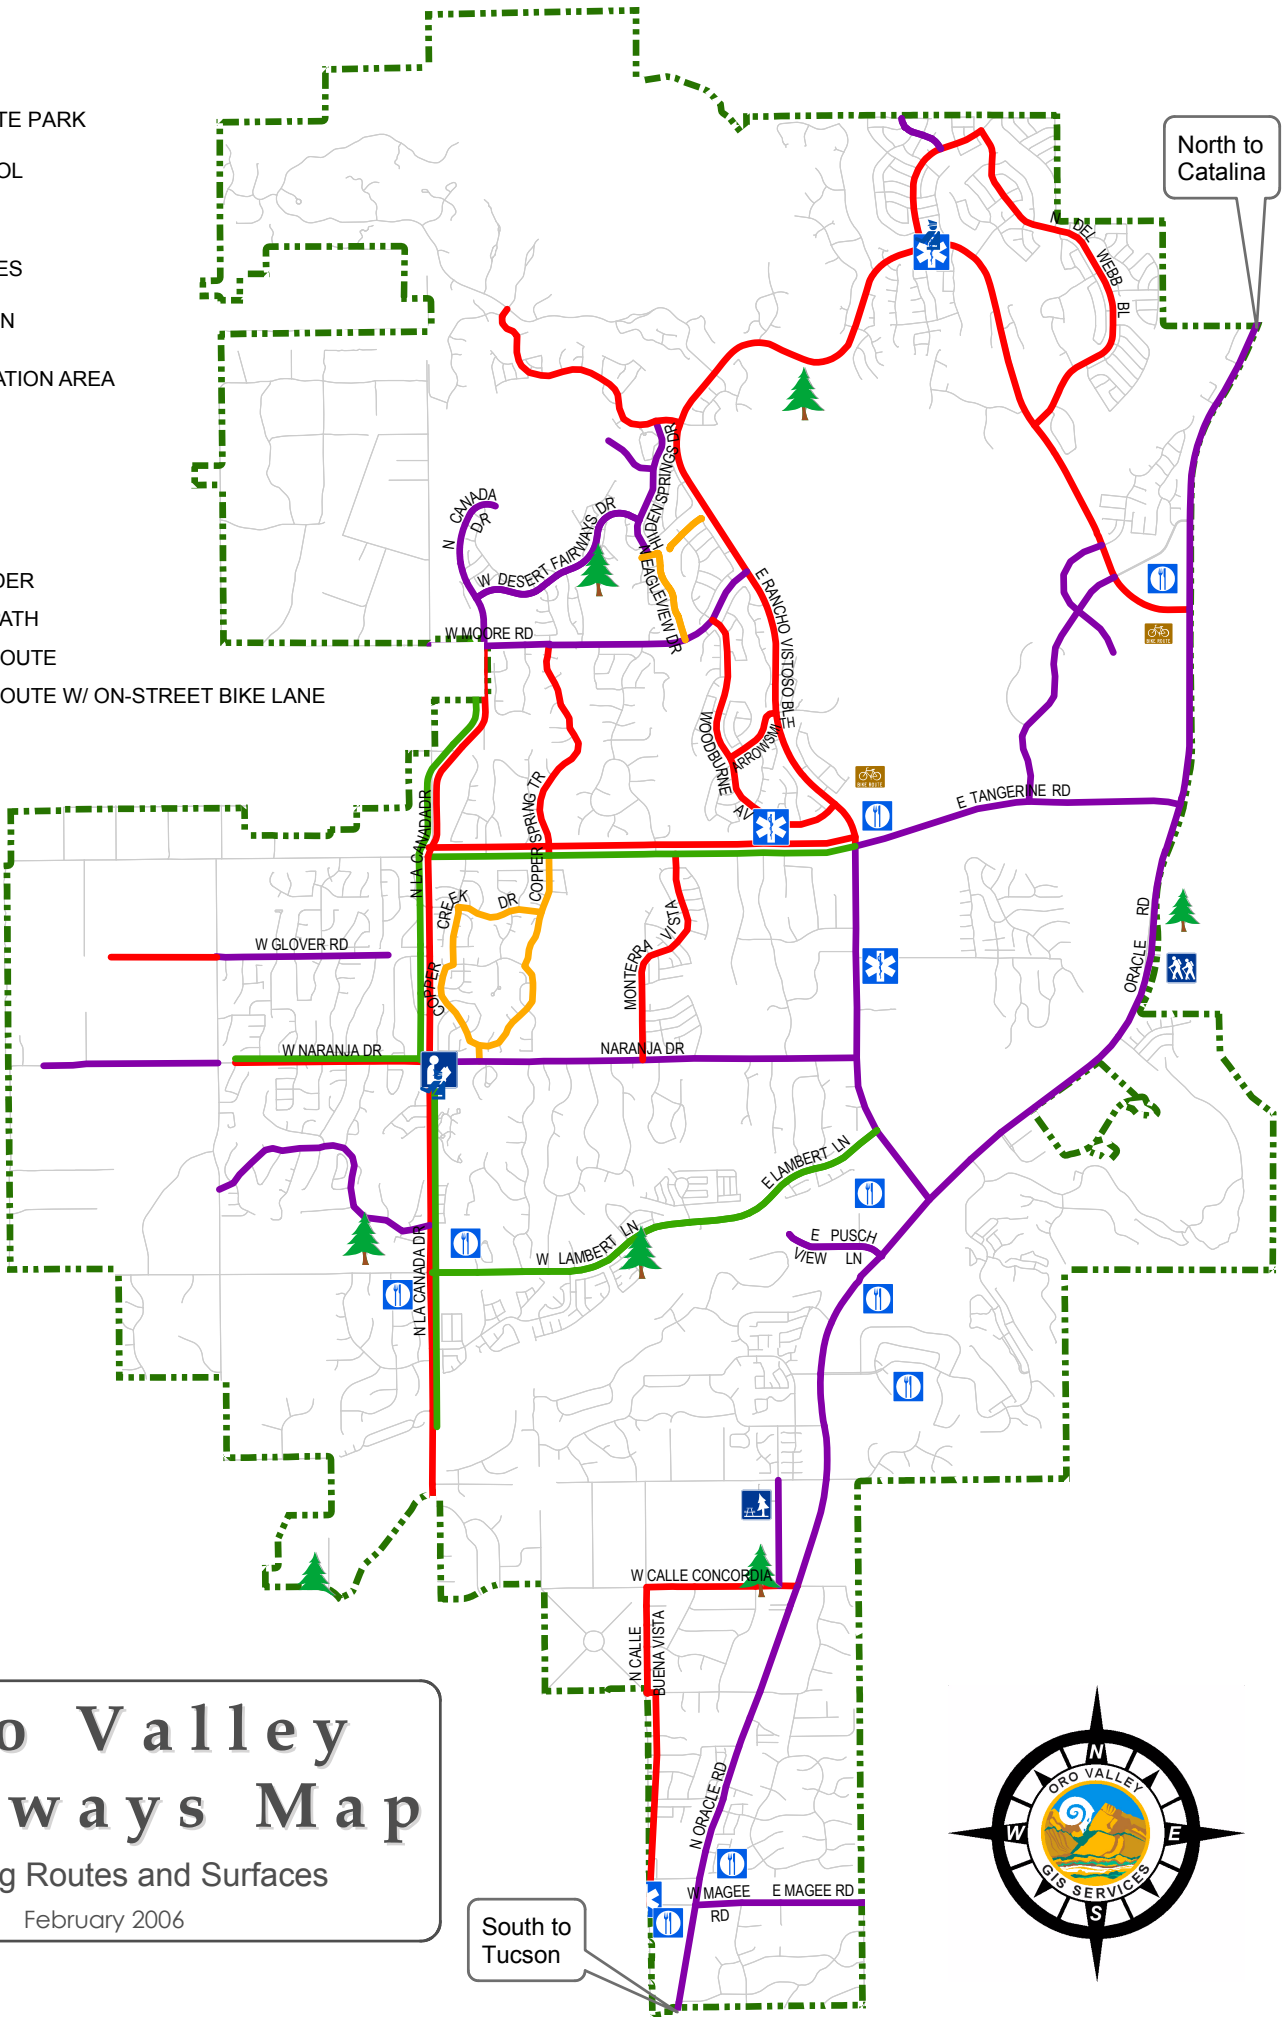 TE PARK
OL
ES
N
ATION AREA
DER
ATH
OUTE
OUTE W/ ON-STREET BIKE LANE
North to
Catalina
N DEL WEBB BL
N CANADA DR
W DESERT FAIRWAYS DR
HIDDEN SPRINGS DR
N EAGLEVIEW DR
E RANCHO VISTOSO BL
W MOORE RD
WOODBURNE AV
ARROWSMITH
BIKE ROUTE
BIKE ROUTE
E TANGERINE RD
N LA CANADA DR
COPPER SPRING TR
COPPER CREEK DR
MONTERRA VISTA
W GLOVER RD
W NARANJA DR
NARANJA DR
ORACLE RD
E LAMBERT LN
W LAMBERT LN
E PUSCH
VIEW LN
N LA CANADA DR
W CALLE CONCORDIA
N CALLE
BUENA VISTA
N ORACLE RD
W MAGEE
RD
E MAGEE RD
South to
Tucson
o Valley
ways Map
g Routes and Surfaces
February 2006
N
E
S
W
ORO VALLEY
GIS SERVICES